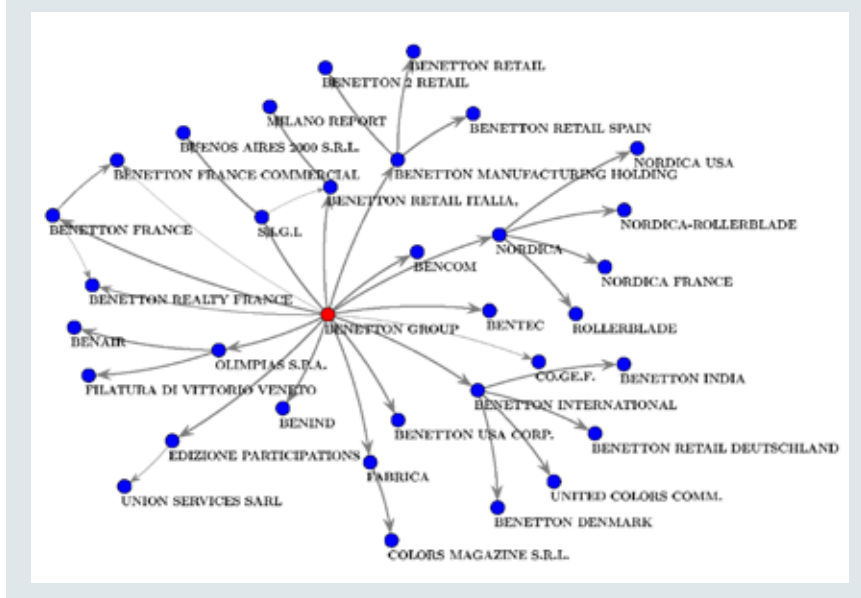 BENETTON RETAIL
BENETTON 2 RETAIL
MILANO REPORT
BENETTON RETAIL SPAIN
BUENOS AIRES 2000 S.R.L.
NORDICA USA
BENETTON FRANCE COMMERCIAL
BENETTON MANUFACTURING HOLDING
BENETTON RETAIL ITALIA.
BENETTON FRANCE
S.I.G.I.
NORDICA-ROLLERBLADE
NORDICA
BENCOM
NORDICA FRANCE
BENETTON REALTY FRANCE
BENETTON GROUP
BENTEC
ROLLERBLADE
BENAIR
OLIMPIAS S.P.A.
CO.GE.F.
BENETTON INDIA
FILATURA DI VITTORIO VENETO
BENETTON INTERNATIONAL
BENIND
BENETTON USA CORP.
BENETTON RETAIL DEUTSCHLAND
EDIZIONE PARTICIPATIONS
FABRICA
UNION SERVICES SARL
UNITED COLORS COMM.
BENETTON DENMARK
COLORS MAGAZINE S.R.L.